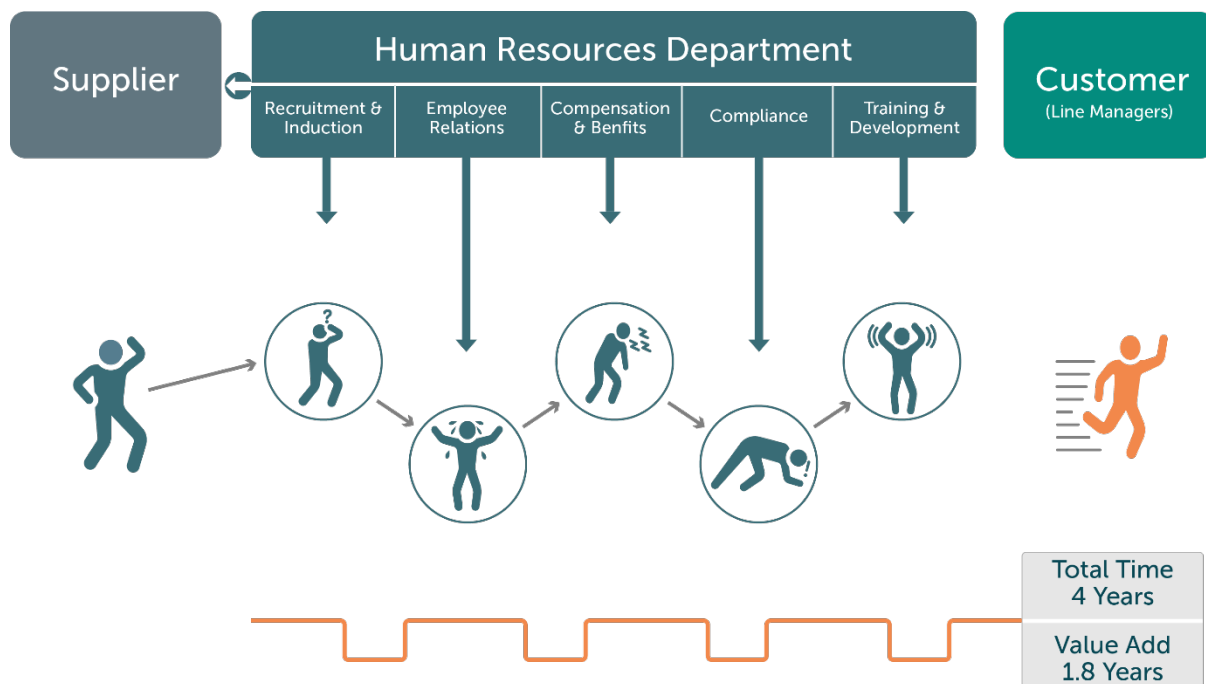 Supplier
Human Resources Department
Customer
(Line Managers)
Recruitment &
Induction
Employee
Relations
Compensation
& Benfits
Compliance
Training &
Development
?
!
Total Time
4 Years
Value Add
1.8 Years